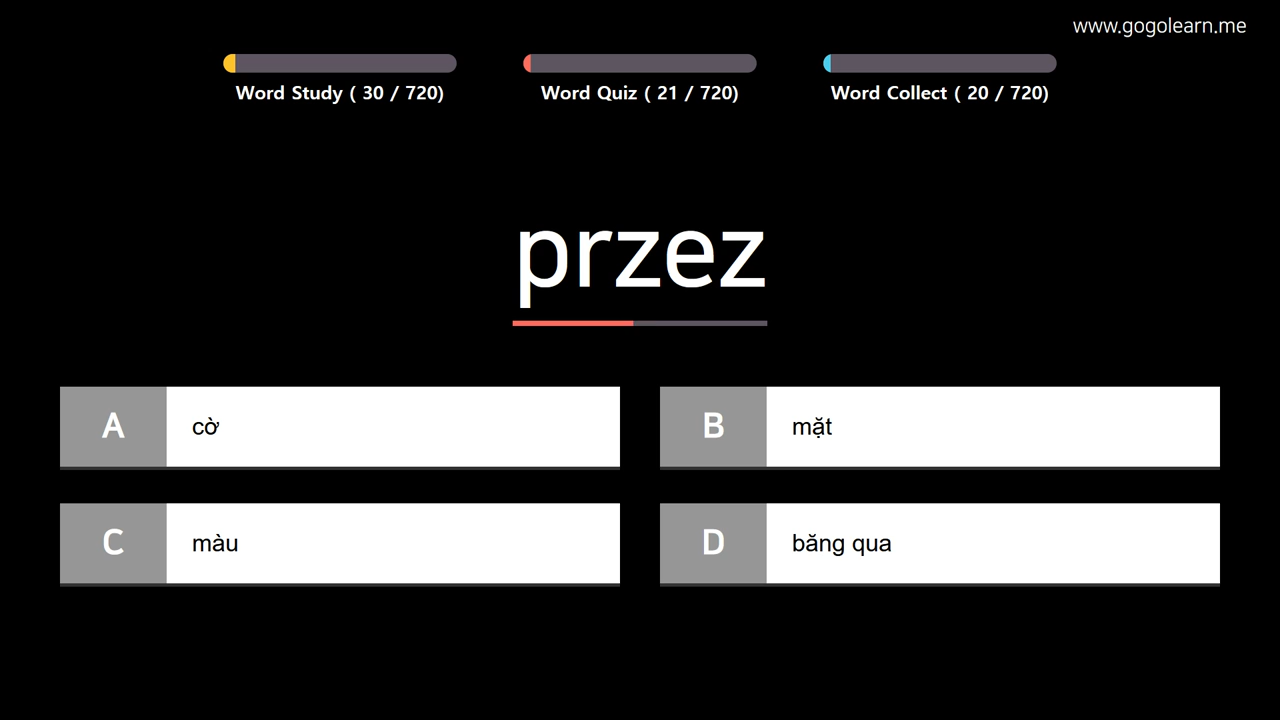 www.gogolearn.me
Word Study ( 30 / 720)
Word Quiz ( 21 / 720)
Word Collect ( 20 / 720)
przez
A cờ
B mặt
C màu
D băng qua